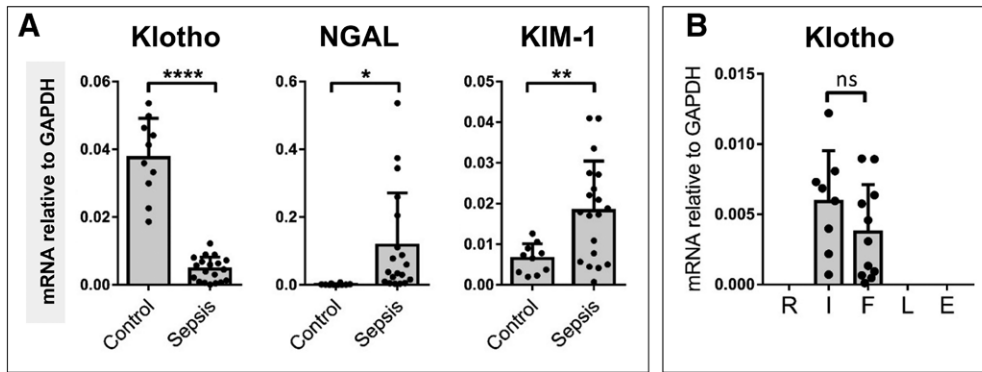 A
Klotho
NGAL
KIM-1
mRNA relative to GAPDH
0.06
0.04
0.02
0.00
****
Control
Sepsis
0.6
0.4
0.2
0.0
*
Control
Sepsis
0.05
0.04
0.03
0.02
0.01
0.00
**
Control
Sepsis
B
Klotho
mRNA relative to GAPDH
0.015
0.010
0.005
0.000
ns
R I F L E